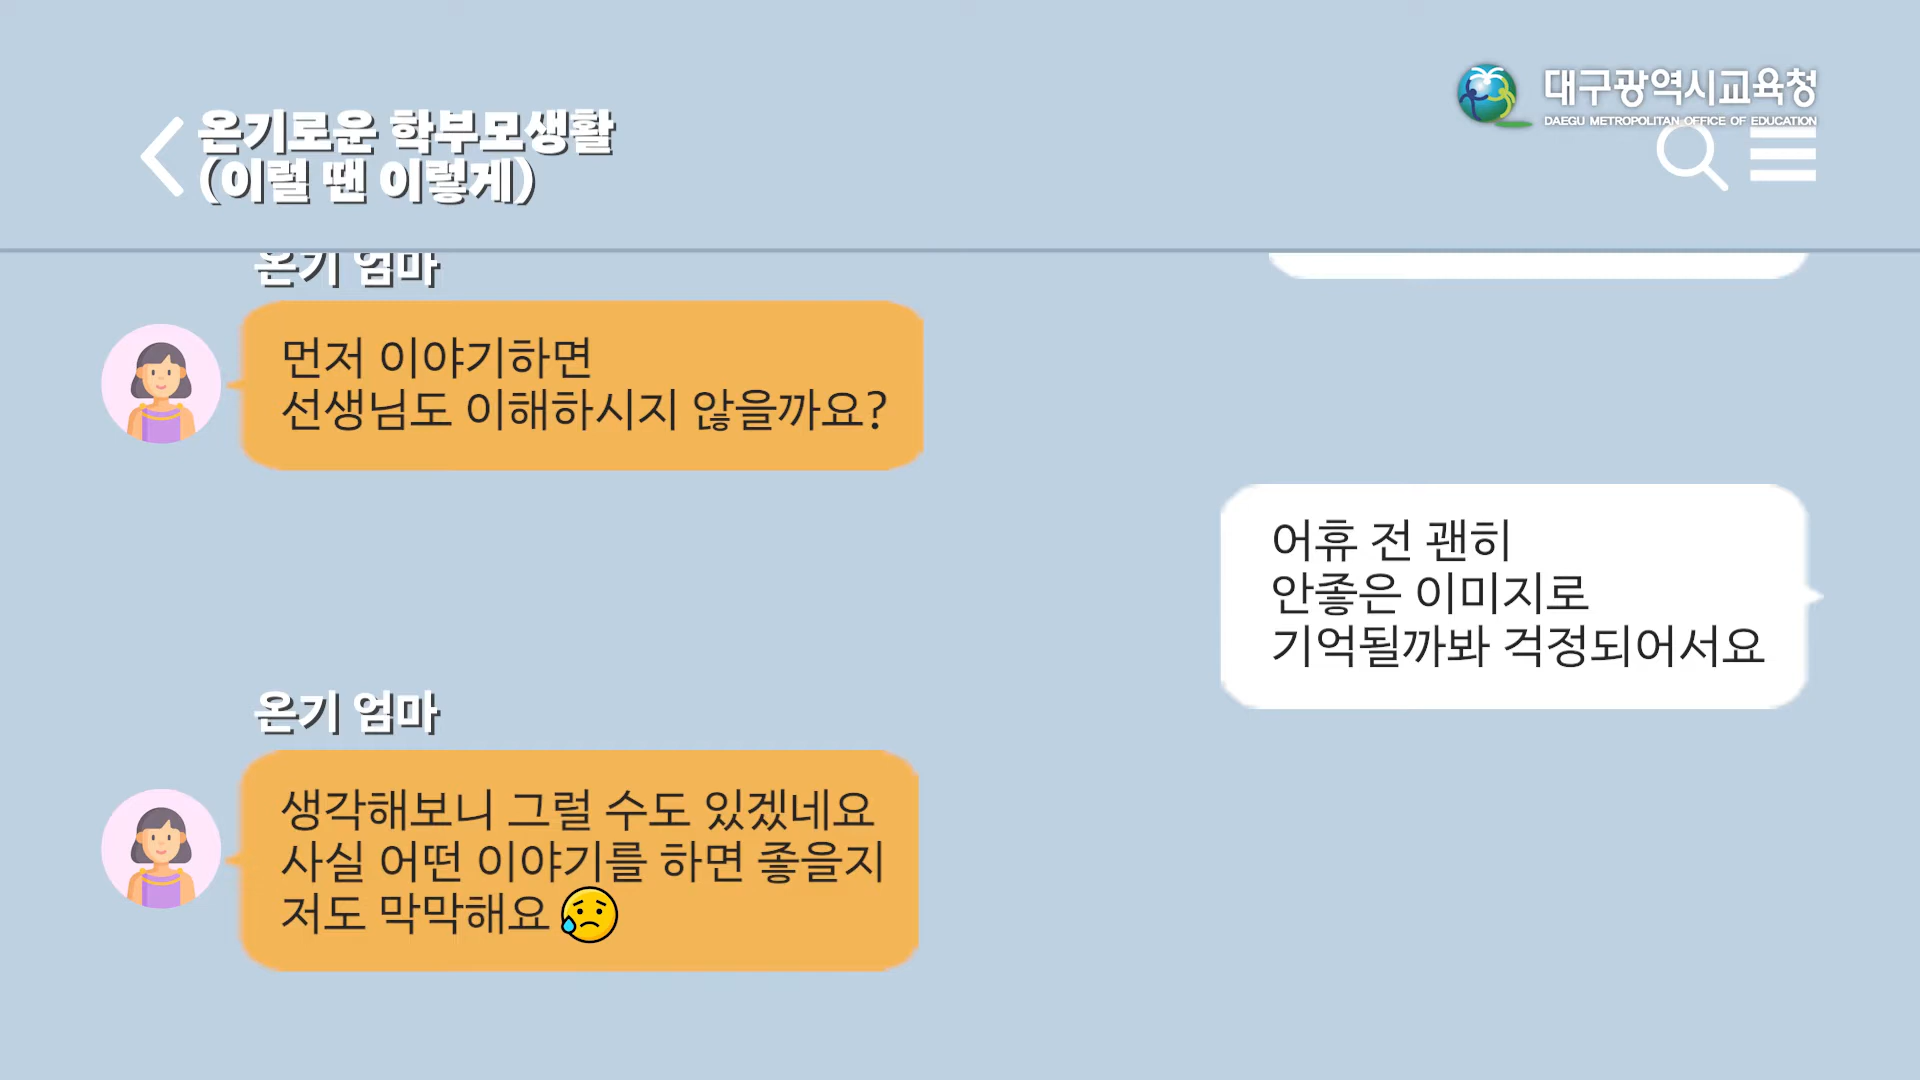 대구광역시교육청
DAEGU METROPOLITAN OFFICE OF EDUCATION
온기로운 학부모생활
(이럴 땐 이렇게)
온기 엄마
먼저 이야기하면
선생님도 이해하시지 않을까요?
어휴 전 괜히
안좋은 이미지로
기억될까봐 걱정되어서요
온기 엄마
생각해보니 그럴 수도 있겠네요
사실 어떤 이야기를 하면 좋을지
저도 막막해요